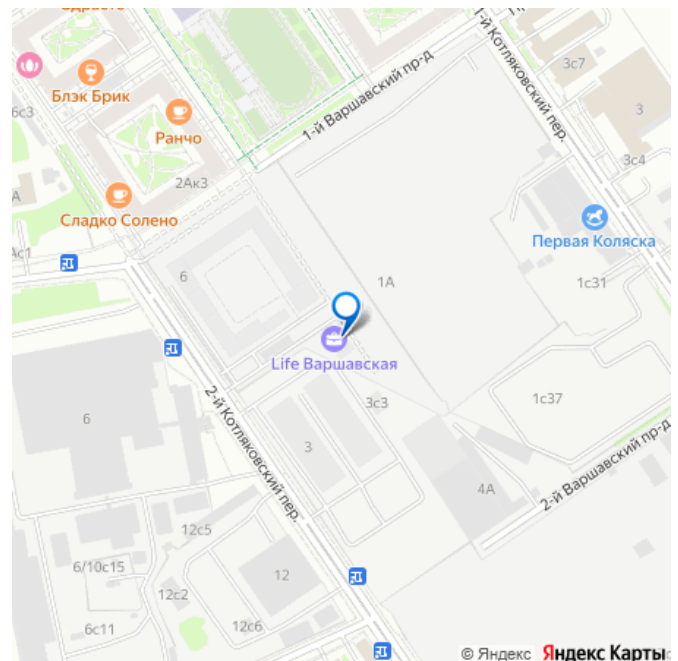 1-й Котляковский пер.
3с7
Блэк Брик
6с3
3
Ранчо
1-й Варшавский пр-д
3с4
2Ак3
Сладко Солено
Первая Коляска
6
1А
1с31
Life Варшавская
3с3
1с37
2-й Котляковский пер.
6
3
4А
2-й Варшавский пр-д
12с5
6/10с15
12
12с2
6с11
12с6
© Яндекс Яндекс Карты